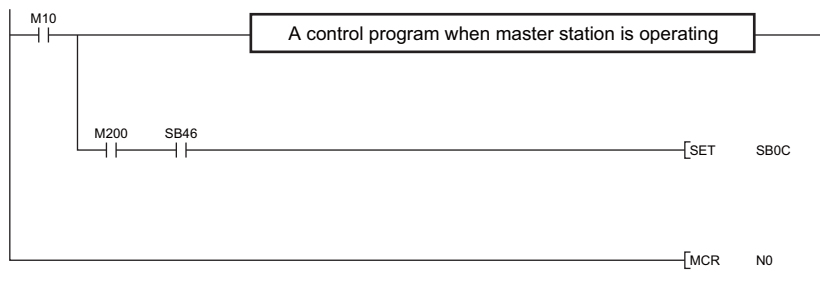 M10
A control program when master station is operating
M200 SB46
SET SB0C
MCR N0